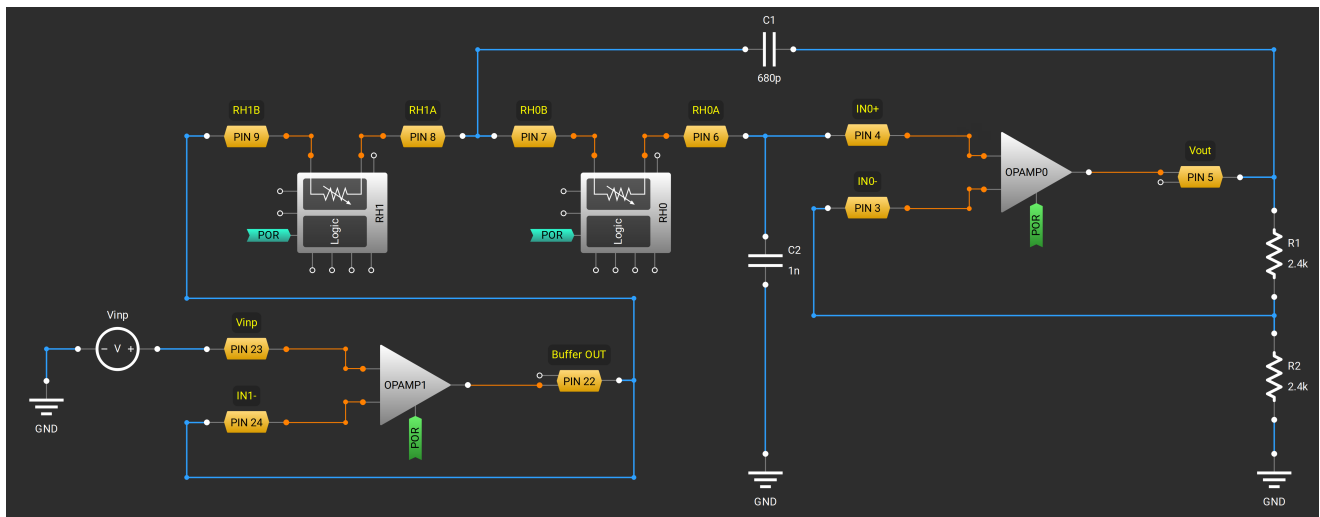 C1
680p
RH1B
RH1A
RH0B
RH0A
IN0+
PIN 9
PIN 8
PIN 7
PIN 6
PIN 4
Vout
OPAMP0
PIN 5
IN0-
PIN 3
RH1
RH0
Logic
Logic
POR
POR
POR
R1
2.4k
C2
1n
Vinp
Vinp
- V +
PIN 23
Buffer OUT
OPAMP1
PIN 22
IN1-
PIN 24
POR
R2
2.4k
GND
GND
GND